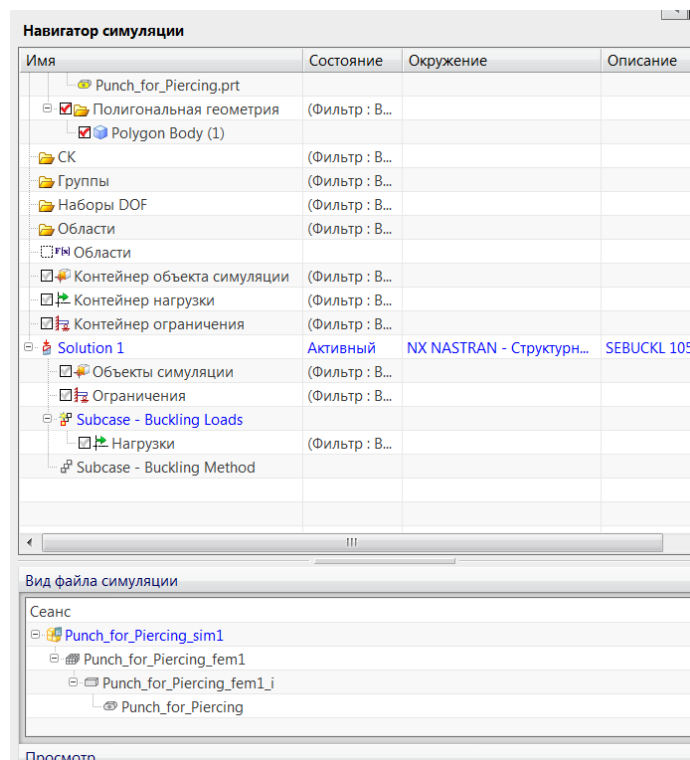 Навигатор симуляции
Имя Состояние Окружение Описание
Punch_for_Piercing.prt
Полигональная геометрия (Фильтр : В...
Polygon Body (1)
СК (Фильтр : В...
Группы (Фильтр : В...
Наборы DOF (Фильтр : В...
Области (Фильтр : В...
F(x) Области
Контейнер объекта симуляции (Фильтр : В...
Контейнер нагрузки (Фильтр : В...
Контейнер ограничения (Фильтр : В...
Solution 1 Активный NX NASTRAN - Структурн... SEBUCKL 105
Объекты симуляции (Фильтр : В...
Ограничения (Фильтр : В...
Subcase - Buckling Loads
Нагрузки (Фильтр : В...
Subcase - Buckling Method
Вид файла симуляции
Сеанс
Punch_for_Piercing_sim1
Punch_for_Piercing_fem1
Punch_for_Piercing_fem1_i
Punch_for_Piercing
Просмотр